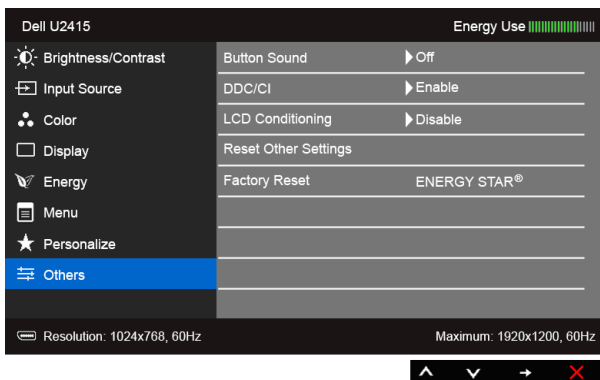 Dell U2415 Energy Use
Brightness/Contrast Button Sound Off
Input Source DDC/CI Enable
Color LCD Conditioning Disable
Display Reset Other Settings
Energy Factory Reset ENERGY STAR®
Menu
Personalize
Others
Resolution: 1024x768, 60Hz Maximum: 1920x1200, 60Hz